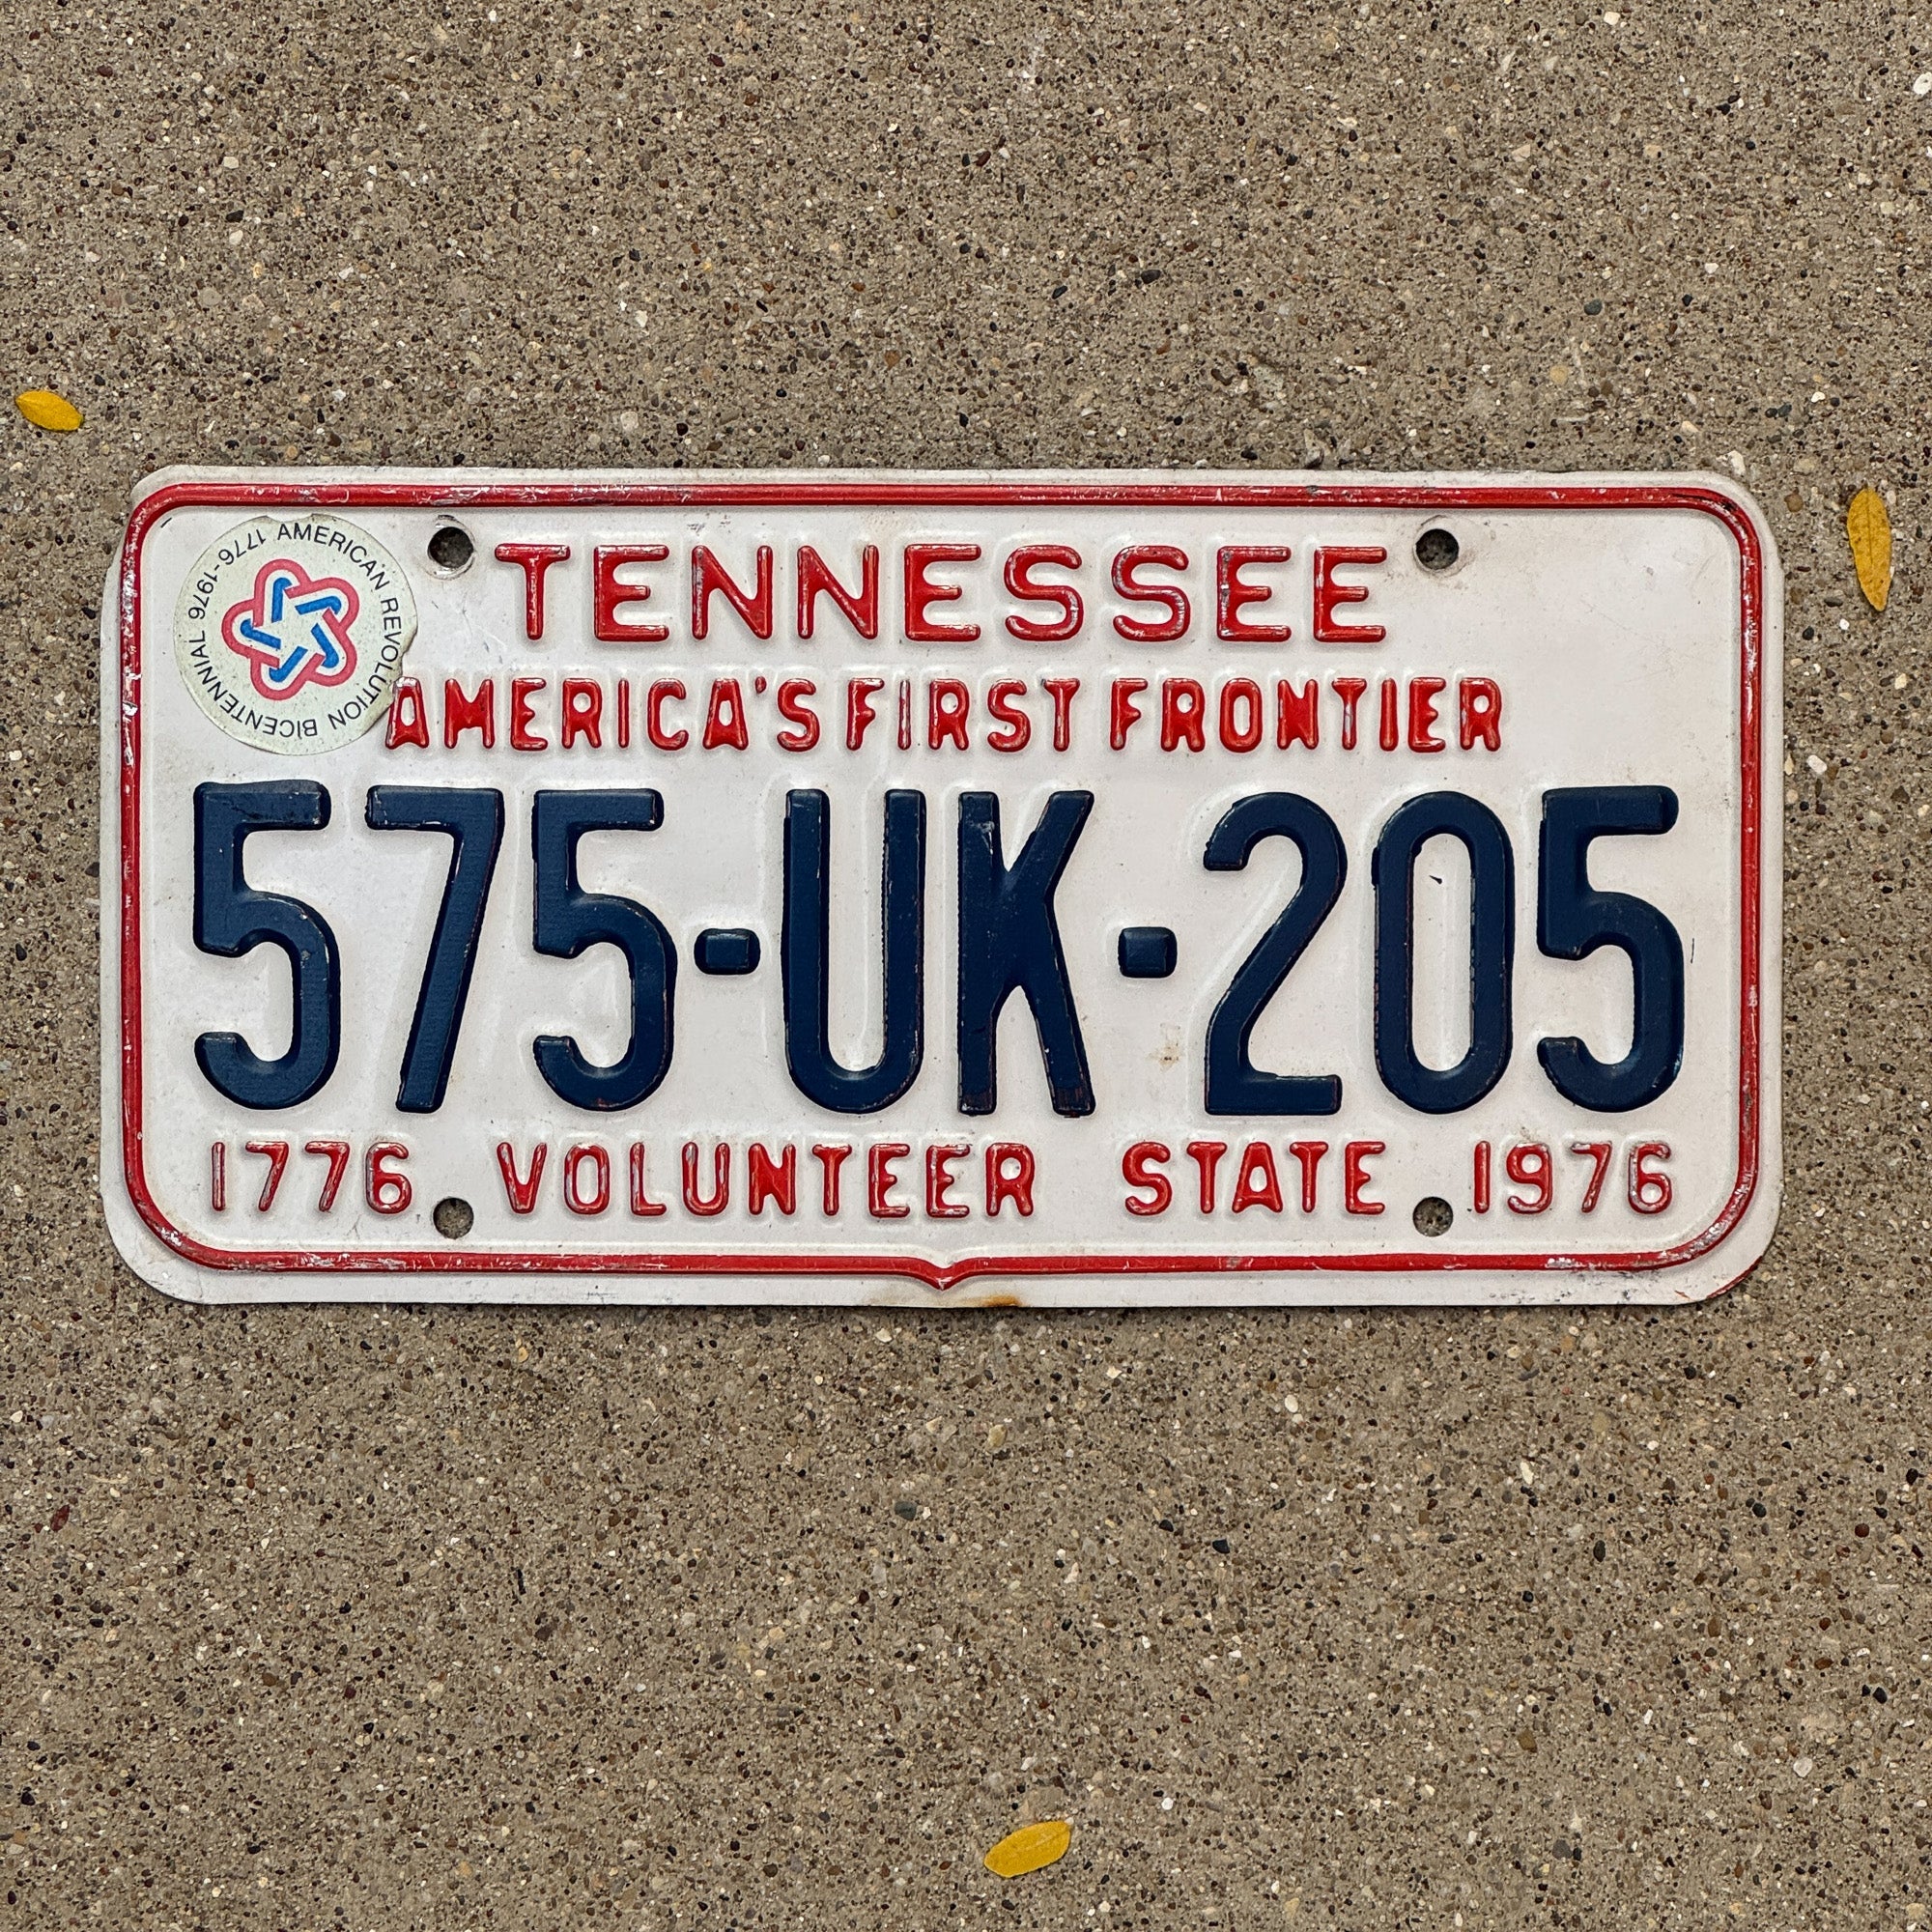 AMERICAN REVOLUTION BICENTENNIAL 1776-1976
TENNESSEE
AMERICA'S FIRST FRONTIER
575-UK-205
1776 VOLUNTEER STATE 1976